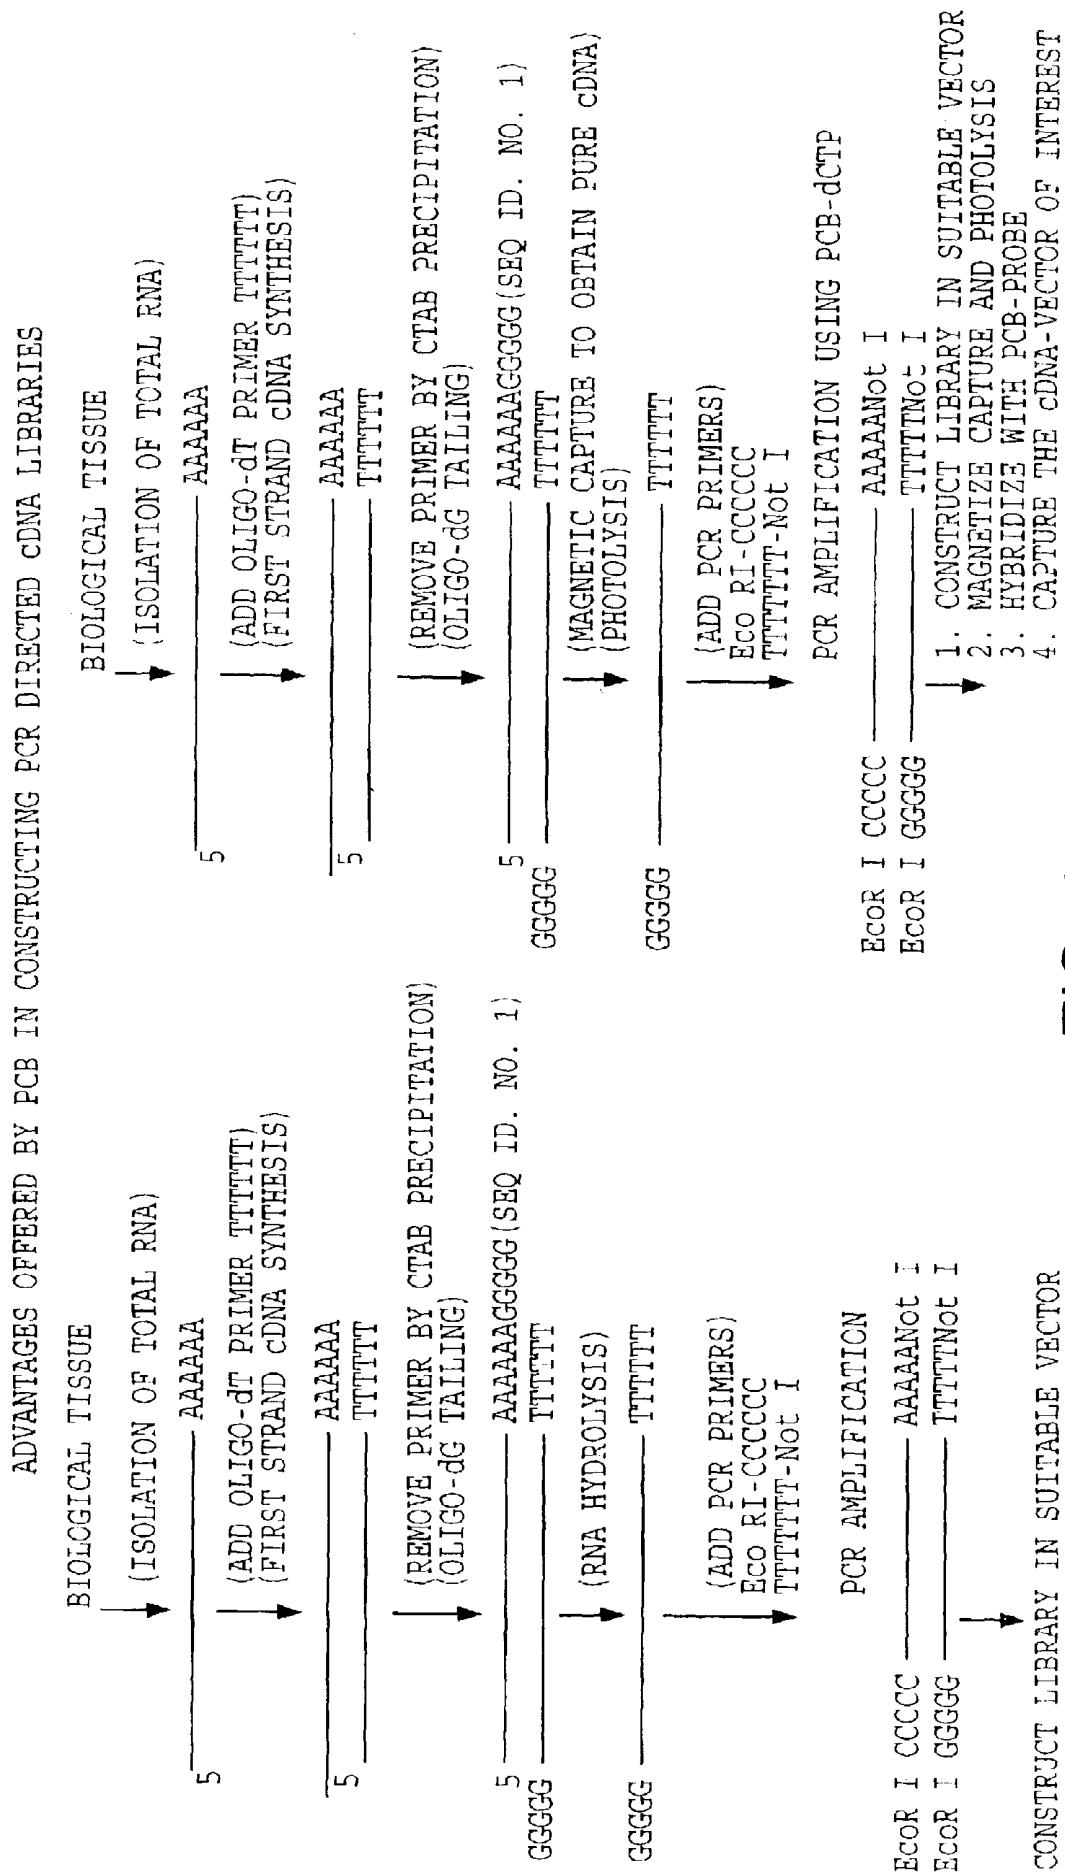 ADVANTAGES OFFERED BY PCB IN CONSTRUCTING PCR DIRECTED cDNA LIBRARIES
BIOLOGICAL TISSUE
(ISOLATION OF TOTAL RNA)
5 AAAAAA
(ADD OLIGO-dT PRIMER TTTTTT)
(FIRST STRAND cDNA SYNTHESIS)
AAAAAA
5 TTTTTT
(REMOVE PRIMER BY CTAB PRECIPITATION)
(OLIGO-dG TAILING)
5 AAAAAAGGGGG(SEQ ID. NO. 1)
GGGGG TTTTTT
(RNA HYDROLYSIS)
GGGGG TTTTTT
(ADD PCR PRIMERS)
Eco RI-CCCCCC
TTTTTTT-Not I
PCR AMPLIFICATION
EcoR I CCCCC AAAAANot I
EcoR I GGGGG TTTTTNot I
CONSTRUCT LIBRARY IN SUITABLE VECTOR
BIOLOGICAL TISSUE
(ISOLATION OF TOTAL RNA)
5 AAAAAA
(ADD OLIGO-dT PRIMER TTTTTT)
(FIRST STRAND cDNA SYNTHESIS)
AAAAAA
5 TTTTTT
(REMOVE PRIMER BY CTAB PRECIPITATION)
(OLIGO-dG TAILING)
5 AAAAAAGGGGG(SEQ ID. NO. 1)
GGGGG TTTTTT
(MAGNETIC CAPTURE TO OBTAIN PURE cDNA)
(PHOTOLYSIS)
GGGGG TTTTTT
(ADD PCR PRIMERS)
Eco RI-CCCCCC
TTTTTTT-Not I
PCR AMPLIFICATION USING PCB-dCTP
EcoR I CCCCC AAAAANot I
EcoR I GGGGG TTTTTNot I
1. CONSTRUCT LIBRARY IN SUITABLE VECTOR
2. MAGNETIZE CAPTURE AND PHOTOLYSIS
3. HYBRIDIZE WITH PCB-PROBE
4. CAPTURE THE cDNA-VECTOR OF INTEREST